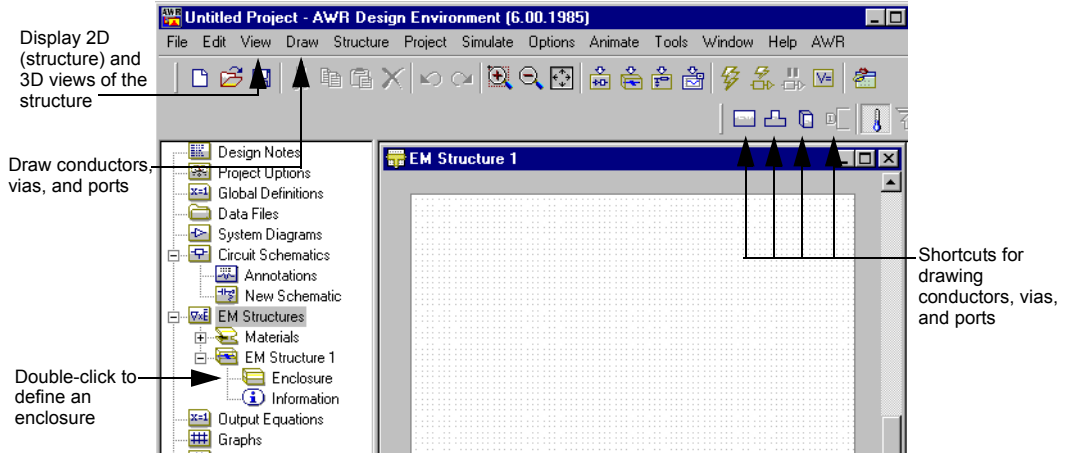 Untitled Project - AWR Design Environment (6.00.1985)
File Edit View Draw Structure Project Simulate Options Animate Tools Window Help AWR
Display 2D
(structure) and
3D views of the
structure
Draw conductors,
vias, and ports
Double-click to
define an
enclosure
Design Notes
Project Options
X=1 Global Definitions
Data Files
System Diagrams
Circuit Schematics
Annotations
New Schematic
∇xE EM Structures
Materials
EM Structure 1
Enclosure
i Information
X=1 Output Equations
Graphs
V=
EM Structure 1
Shortcuts for
drawing
conductors, vias,
and ports